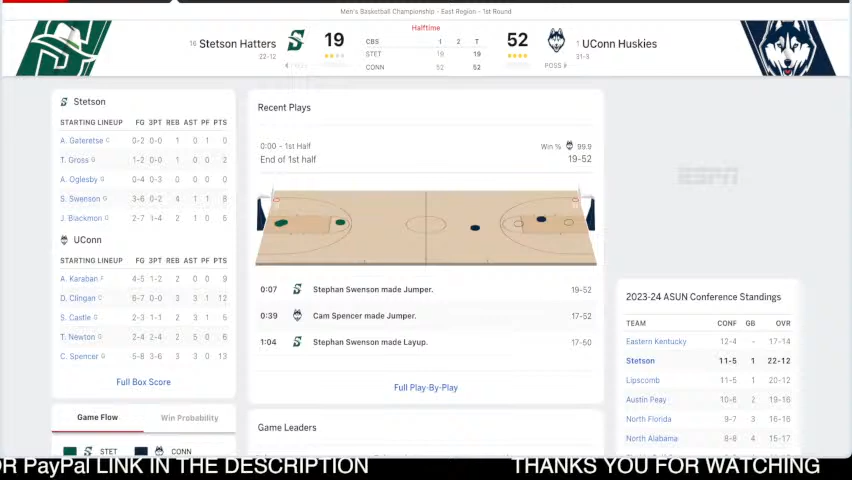 Men's Basketball Championship - East Region - 1st Round
Halftime
16 Stetson Hatters
22-12
19
CBS 1 2 T
STET 19 19
CONN 52 52
52
1 UConn Huskies
31-3
POSS
Stetson
STARTING LINEUP FG 3PT REB AST PF PTS
A. Gateretse C 0-2 0-0 1 0 1 0
T. Gross G 1-2 0-0 1 0 0 2
A. Oglesby G 0-4 0-3 0 0 0 0
S. Swenson G 3-6 0-2 4 1 1 8
J. Blackmon G 2-7 1-4 2 1 0 6
UConn
STARTING LINEUP FG 3PT REB AST PF PTS
A. Karaban F 4-5 1-2 2 0 0 9
D. Clingan C 6-7 0-0 3 3 1 12
S. Castle G 2-3 1-1 2 3 1 5
T. Newton G 2-4 2-4 2 5 0 6
C. Spencer G 5-8 3-6 3 3 0 13
Full Box Score
Game Flow Win Probability
STET CONN
Recent Plays
0:00 - 1st Half
Win % 99.9
End of 1st half
19-52
0:07 Stephan Swenson made Jumper. 19-52
0:39 Cam Spencer made Jumper. 17-52
1:04 Stephan Swenson made Layup. 17-50
Full Play-By-Play
Game Leaders
ESPN
2023-24 ASUN Conference Standings
TEAM CONF GB OVR
Eastern Kentucky 12-4 - 17-14
Stetson 11-5 1 22-12
Lipscomb 11-5 1 20-12
Austin Peay 10-6 2 19-16
North Florida 9-7 3 16-16
North Alabama 8-8 4 15-17
OR PayPal LINK IN THE DESCRIPTION
THANKS YOU FOR WATCHING